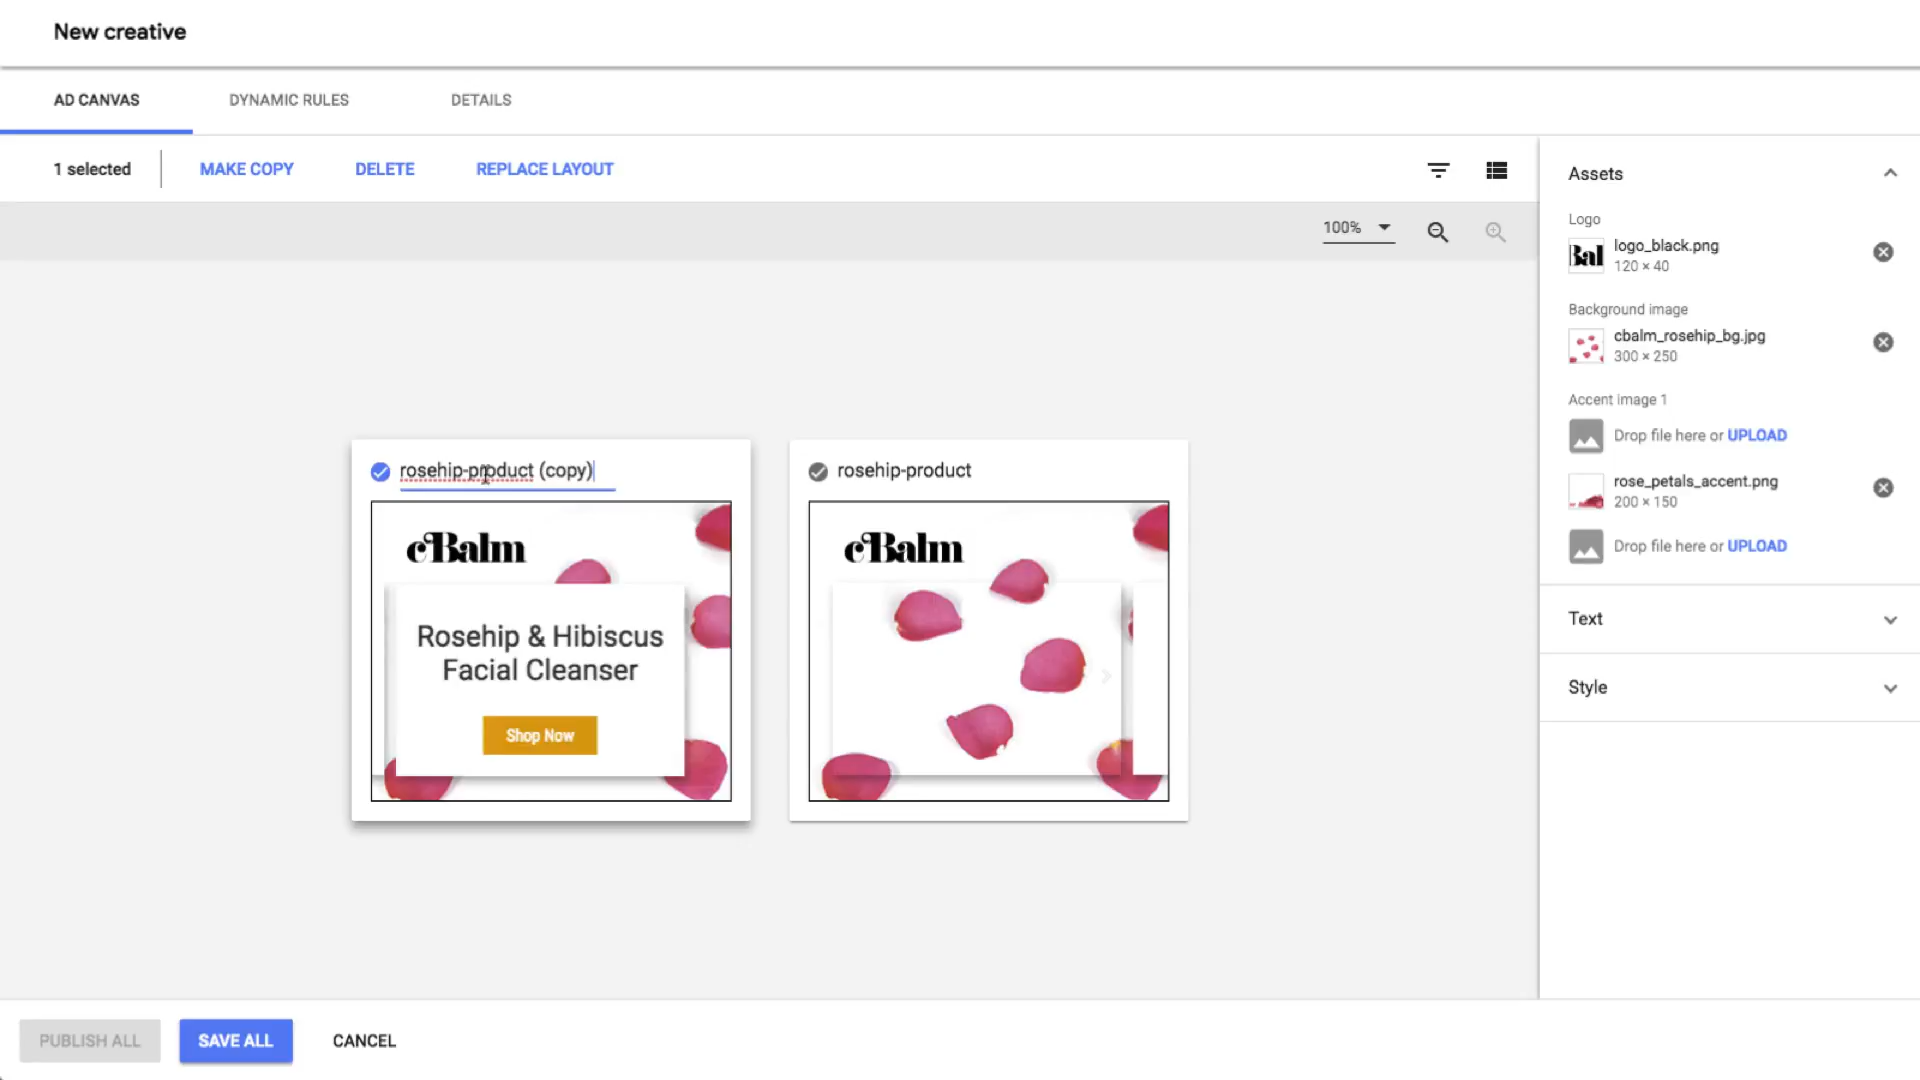 New creative
AD CANVAS DYNAMIC RULES DETAILS
1 selected MAKE COPY DELETE REPLACE LAYOUT
100%
rosehip-product (copy)
cBalm
Rosehip & Hibiscus
Facial Cleanser
Shop Now
rosehip-product
cBalm
Assets
Logo
Bal
logo_black.png
120 × 40
Background image
cbalm_rosehip_bg.jpg
300 × 250
Accent image 1
Drop file here or UPLOAD
rose_petals_accent.png
200 × 150
Drop file here or UPLOAD
Text
Style
PUBLISH ALL SAVE ALL CANCEL